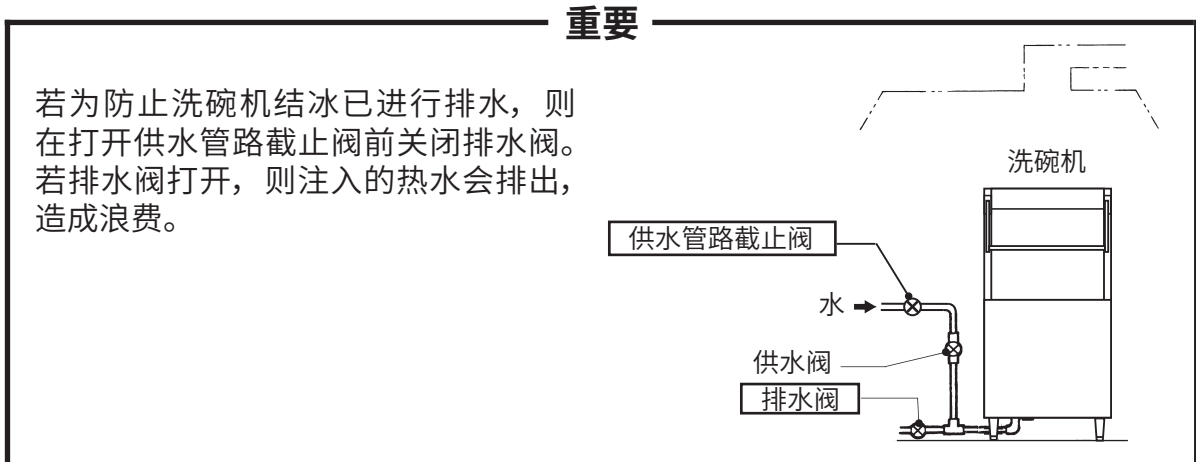 重要
若为防止洗碗机结冰已进行排水，则
在打开供水管路截止阀前关闭排水阀。
若排水阀打开，则注入的热水会排出，
造成浪费。
洗碗机
供水管路截止阀
水
供水阀
排水阀